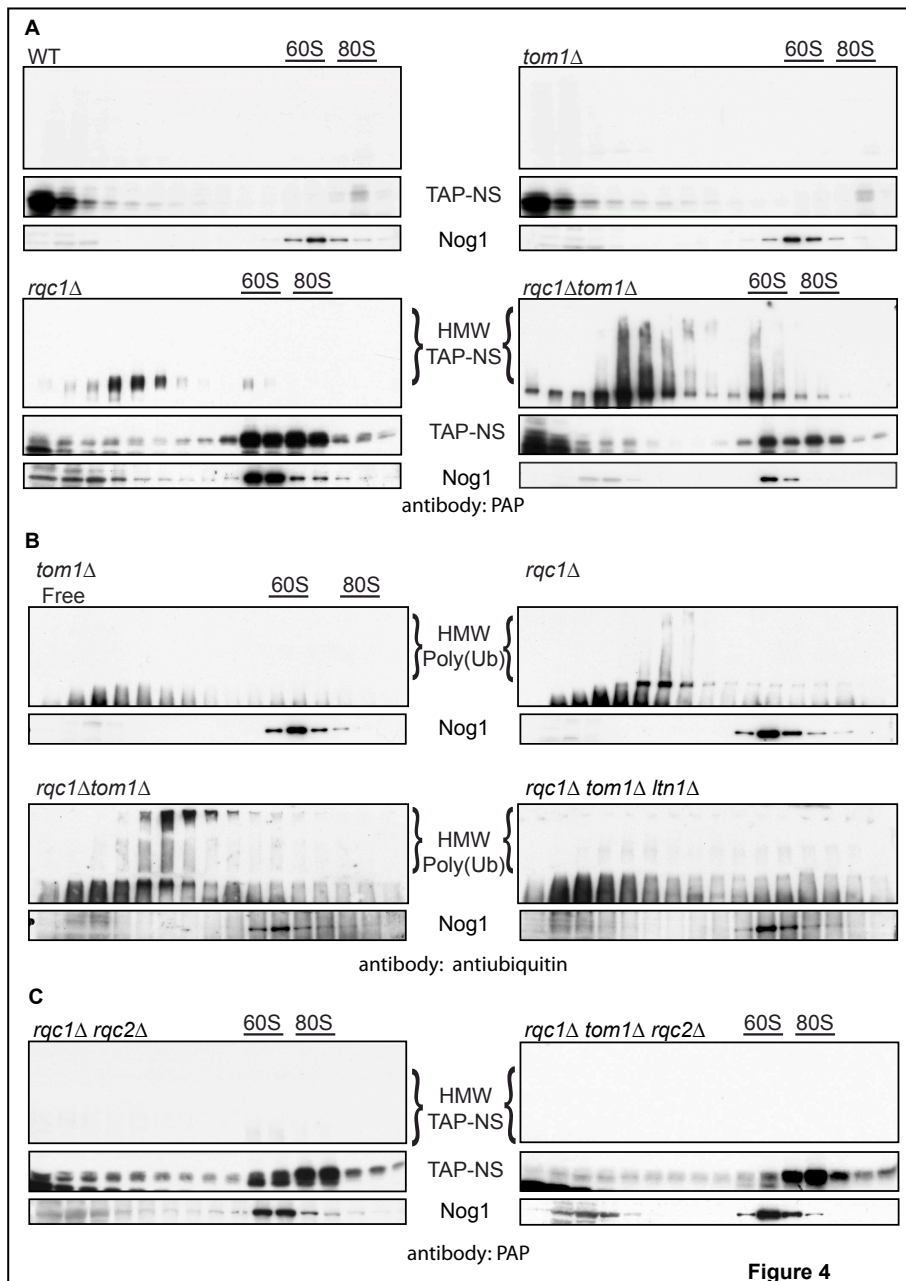 A
WT
60S 80S
tom1Δ
60S 80S
TAP-NS
Nog1
rqc1Δ
60S 80S
rqc1Δtom1Δ
60S 80S
HMW
TAP-NS
TAP-NS
Nog1
antibody: PAP
B
tom1Δ
Free
60S 80S
rqc1Δ
HMW
Poly(Ub)
Nog1
rqc1Δtom1Δ
rqc1Δ tom1Δ ltn1Δ
HMW
Poly(Ub)
Nog1
antibody: antiubiquitin
C
rqc1Δ rqc2Δ
60S 80S
rqc1Δ tom1Δ rqc2Δ
60S 80S
HMW
TAP-NS
TAP-NS
Nog1
antibody: PAP
Figure 4